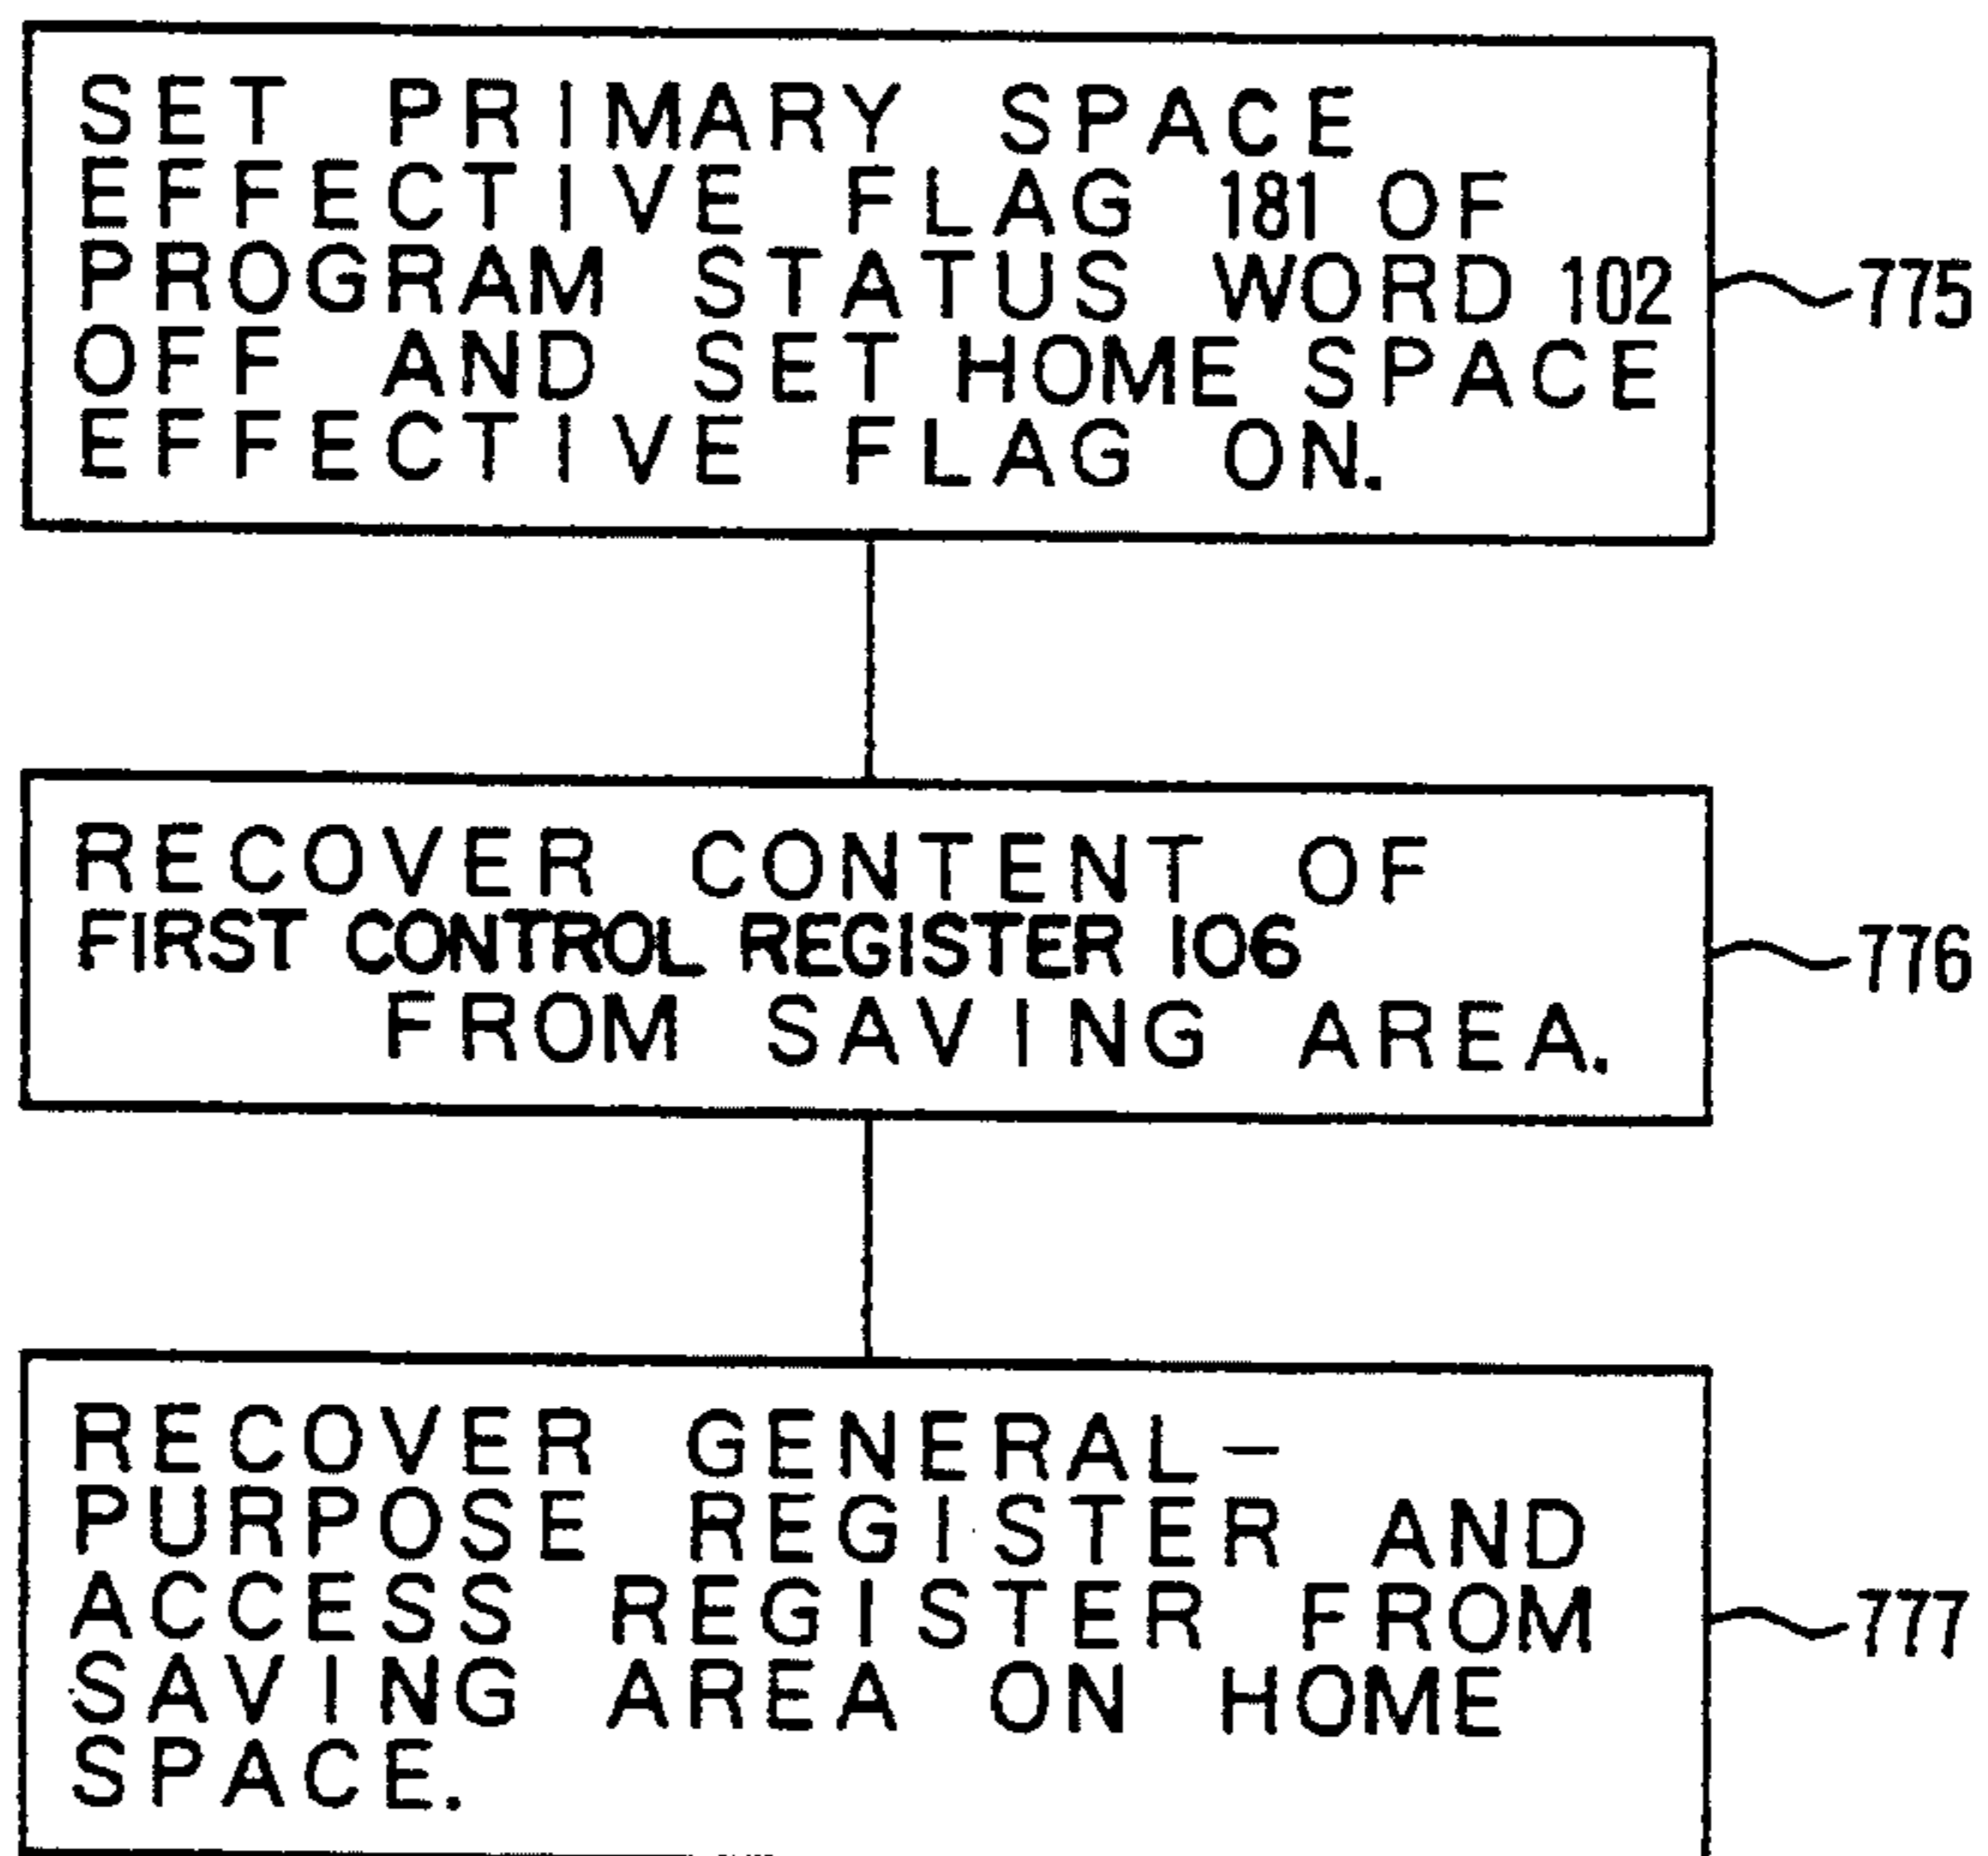 SET PRIMARY SPACE
EFFECTIVE FLAG 181 OF
PROGRAM STATUS WORD 102
OFF AND SET HOME SPACE
EFFECTIVE FLAG ON.
775
RECOVER CONTENT OF
FIRST CONTROL REGISTER 106
FROM SAVING AREA.
776
RECOVER GENERAL-
PURPOSE REGISTER AND
ACCESS REGISTER FROM
SAVING AREA ON HOME
SPACE.
777